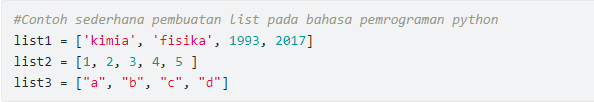 #Contoh sederhana pembuatan list pada bahasa pemrograman python
list1 = ['kimia', 'fisika', 1993, 2017]
list2 = [1, 2, 3, 4, 5 ]
list3 = ["a", "b", "c", "d"]